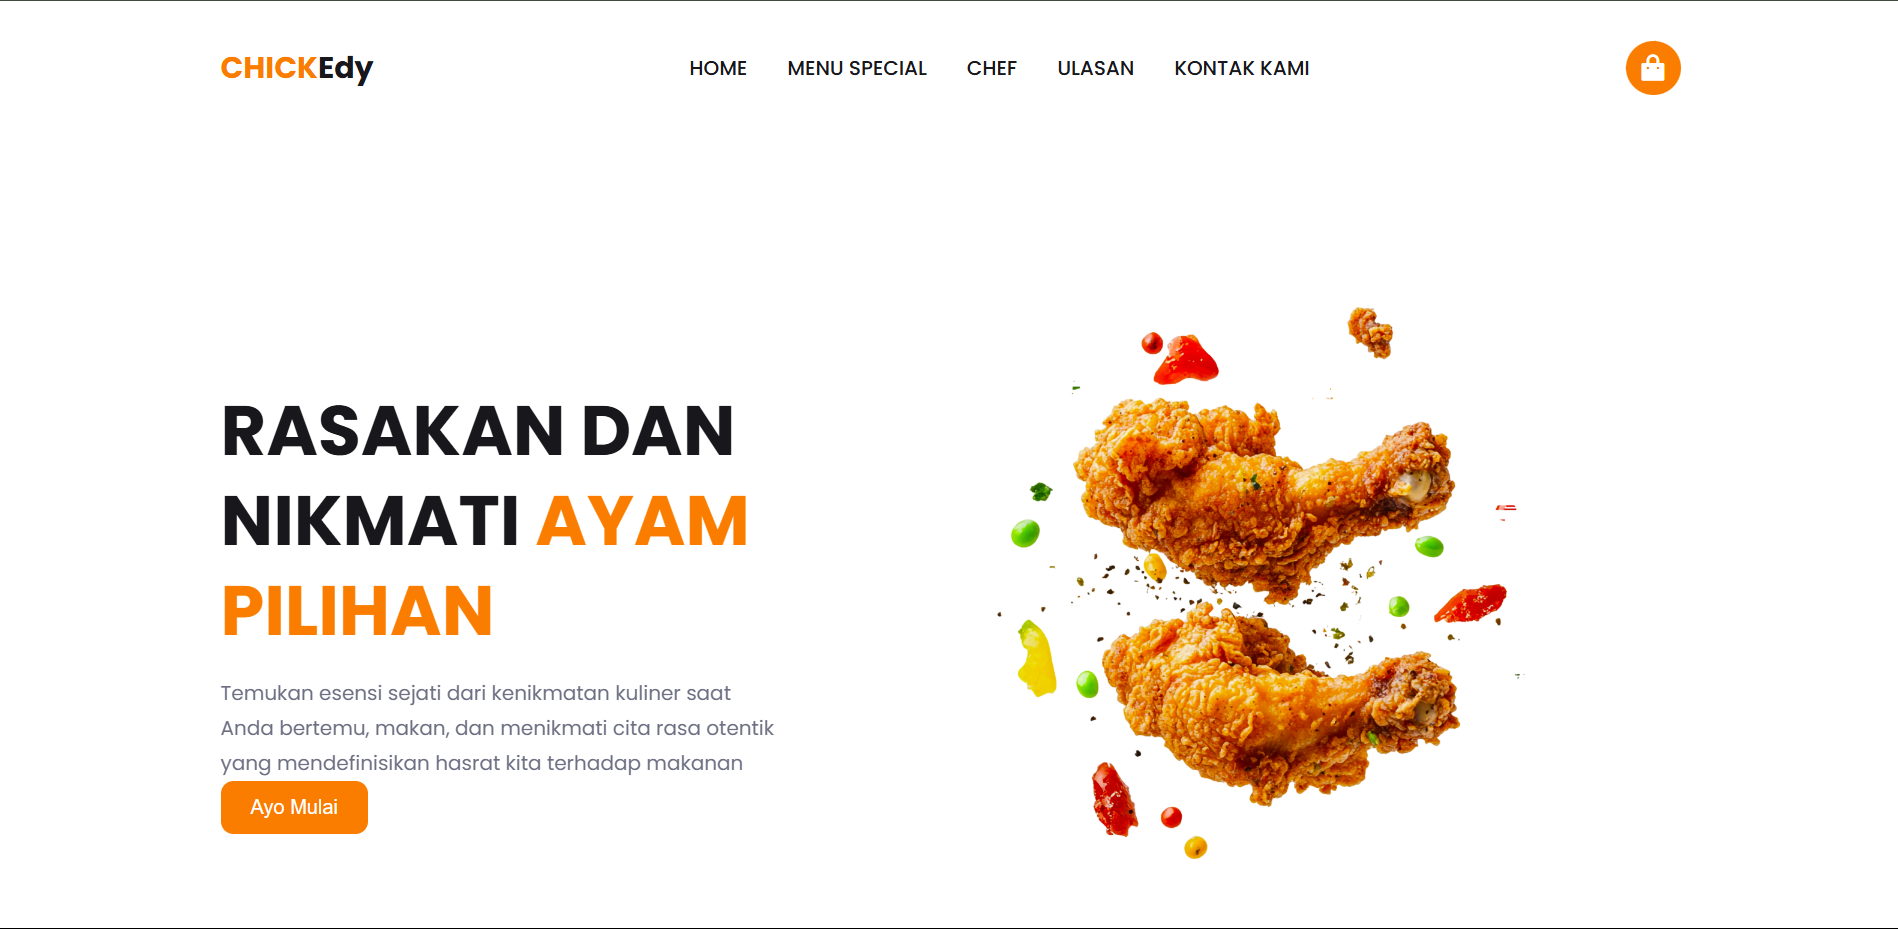 CHICKEdy
HOME
MENU SPECIAL
CHEF
ULASAN
KONTAK KAMI
RASAKAN DAN
NIKMATI AYAM
PILIHAN
Temukan esensi sejati dari kenikmatan kuliner saat
Anda bertemu, makan, dan menikmati cita rasa otentik
yang mendefinisikan hasrat kita terhadap makanan
Ayo Mulai